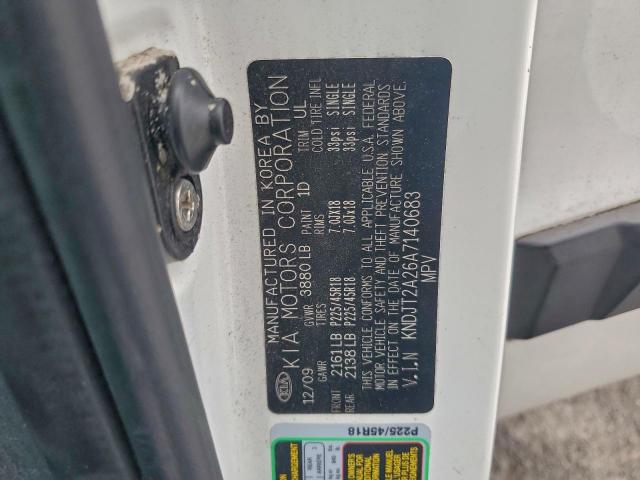 MANUFACTURED IN KOREA BY
KIA MOTORS CORPORATION
KIA
12/09 GVWR 3880LB PAINT 1D TRIM UL
GAWR TIRES RIMS COLD TIRE INFL
FRONT 2161LB P225/45R18 7.0JX18 33psi SINGLE
REAR 2138LB P225/45R18 7.0JX18 33psi SINGLE
THIS VEHICLE CONFORMS TO ALL APPLICABLE U.S.A. FEDERAL
MOTOR VEHICLE SAFETY AND THEFT PREVENTION STANDARDS
IN EFFECT ON THE DATE OF MANUFACTURE SHOWN ABOVE.
V.I.N KNDJT2A26A7140683
MPV
P225/45R18
REAR
ARRIÈRE